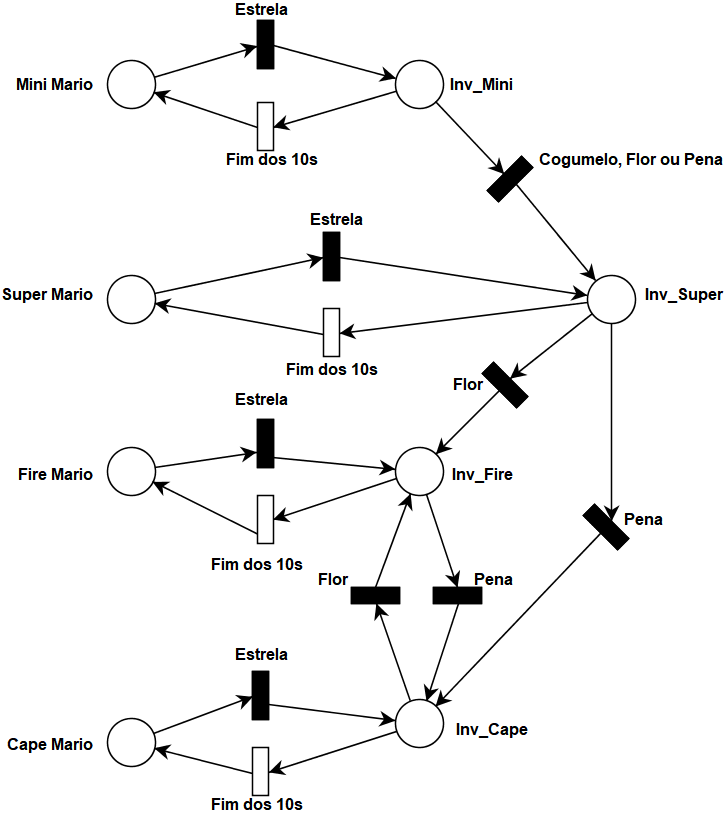 Estrela
Mini Mario
Inv_Mini
Fim dos 10s
Cogumelo, Flor ou Pena
Estrela
Super Mario
Inv_Super
Fim dos 10s
Flor
Estrela
Fire Mario
Inv_Fire
Pena
Fim dos 10s
Flor
Pena
Estrela
Cape Mario
Inv_Cape
Fim dos 10s